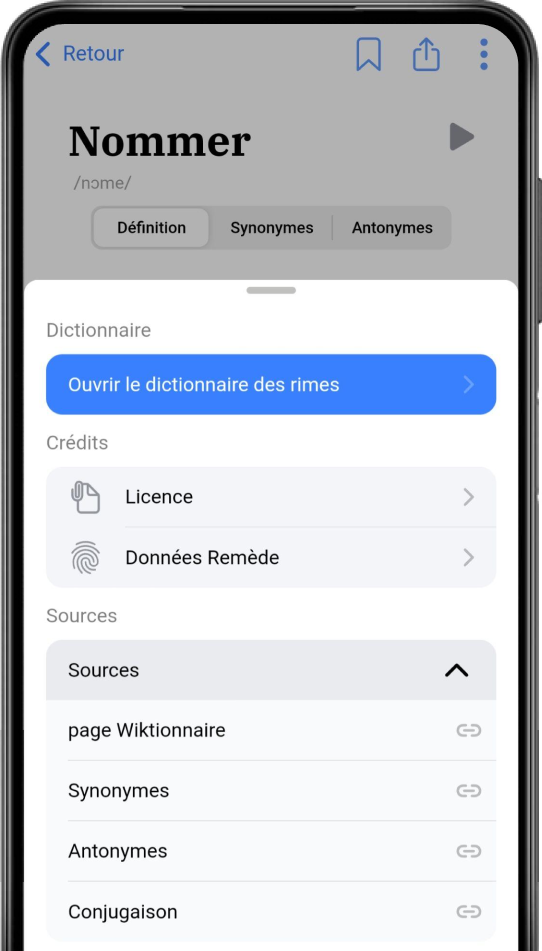 Retour
Nommer
/nɔme/
Définition Synonymes Antonymes
Dictionnaire
Ouvrir le dictionnaire des rimes
Crédits
Licence
Données Remède
Sources
Sources
page Wiktionnaire
Synonymes
Antonymes
Conjugaison